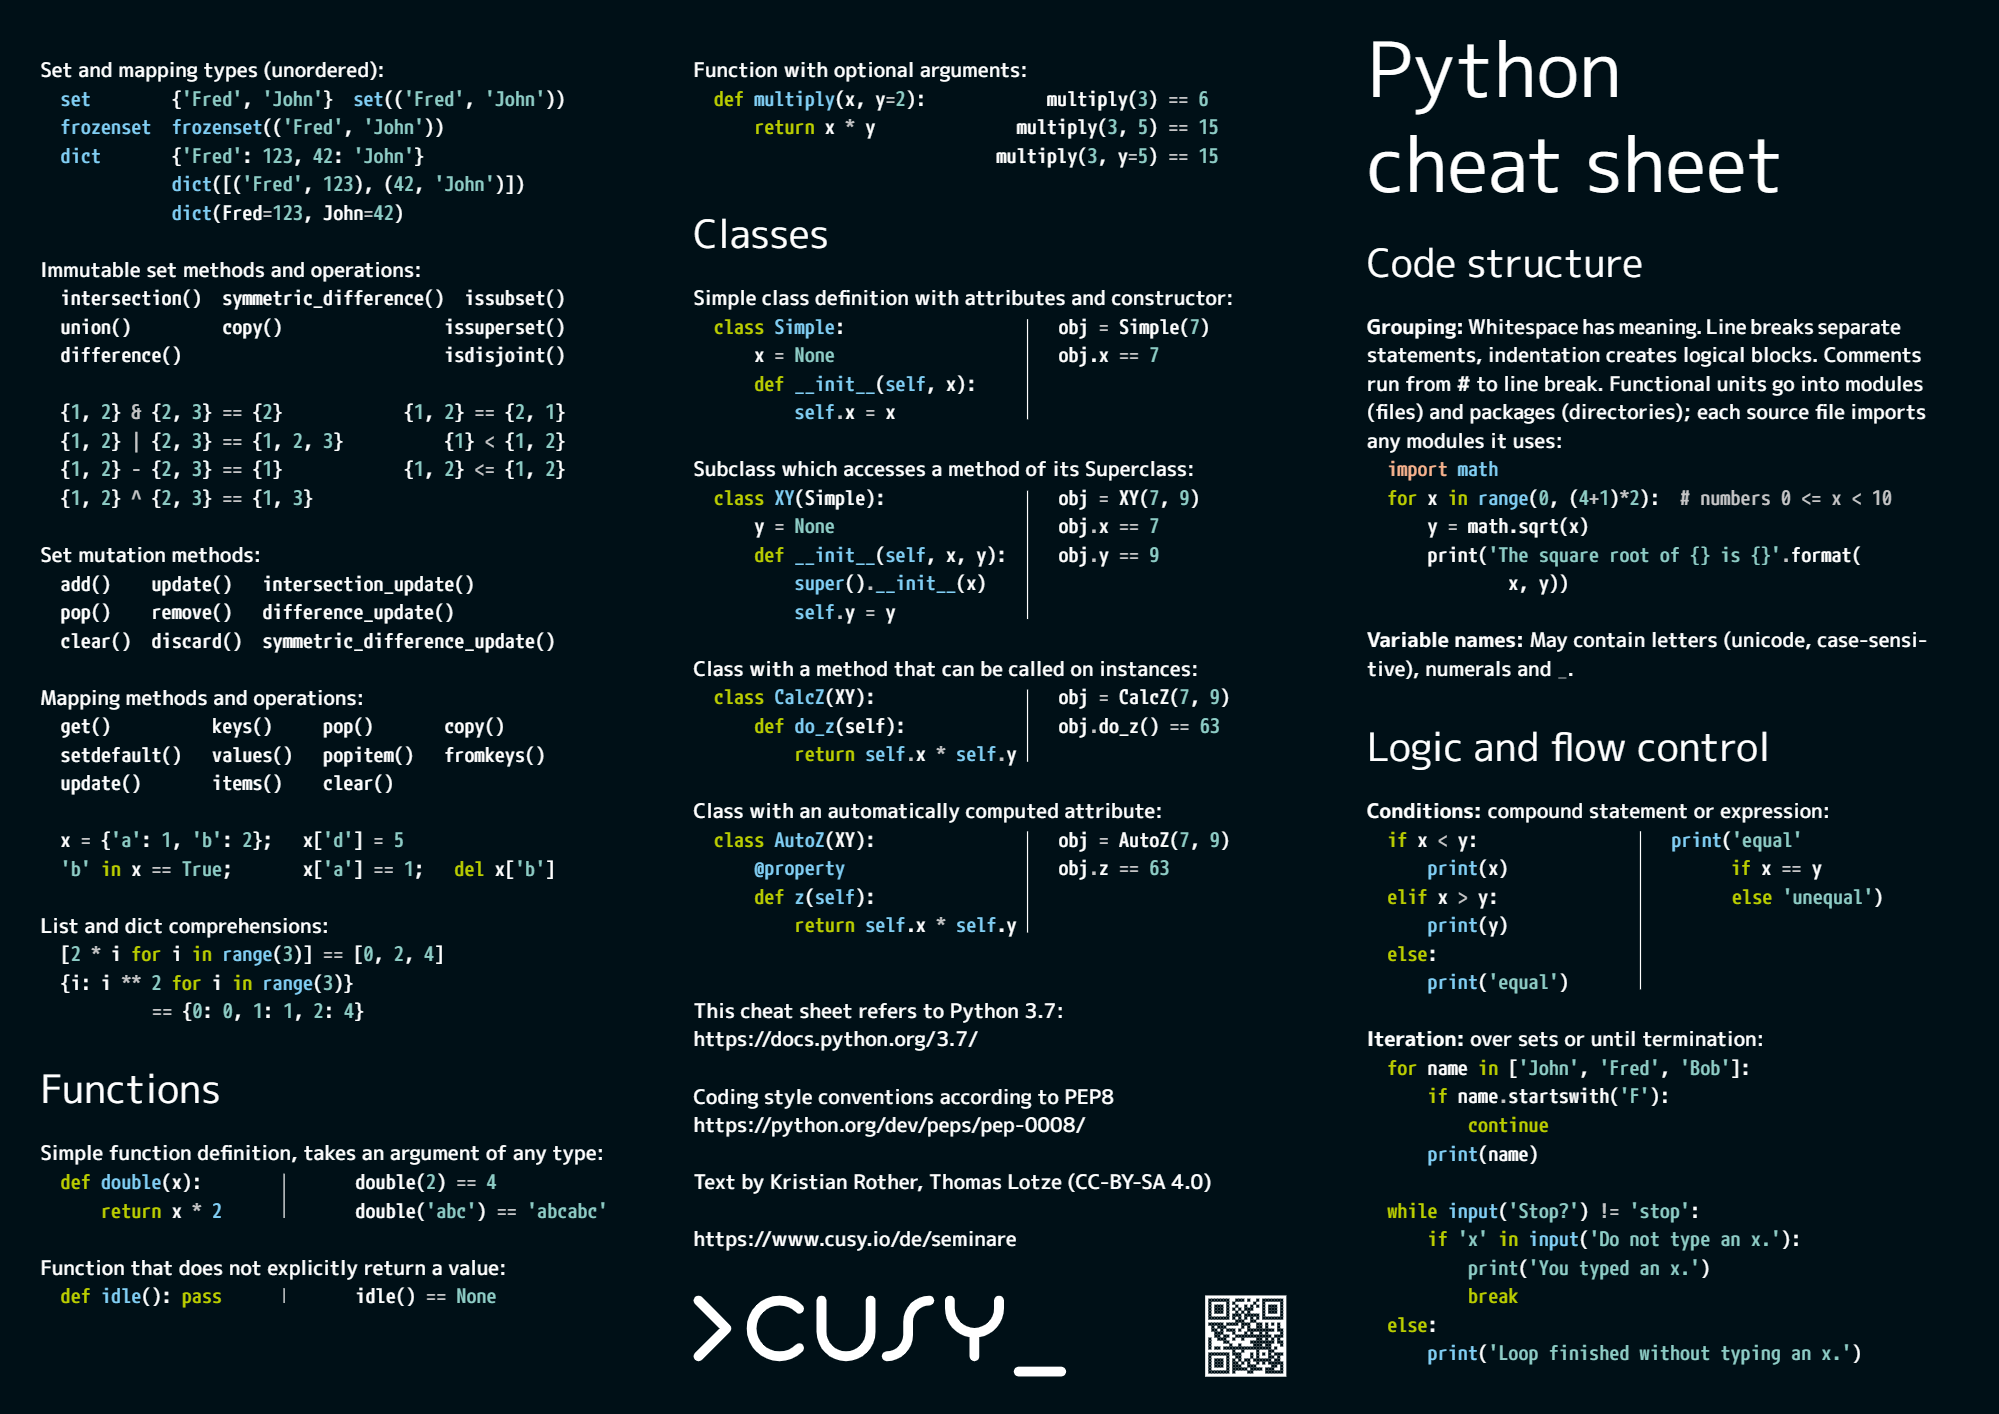 Set and mapping types (unordered):
set {'Fred', 'John'} set(('Fred', 'John'))
frozenset frozenset(('Fred', 'John'))
dict {'Fred': 123, 42: 'John'}
dict([('Fred', 123), (42, 'John')])
dict(Fred=123, John=42)
Immutable set methods and operations:
intersection() symmetric_difference() issubset()
union() copy() issuperset()
difference() isdisjoint()
{1, 2} & {2, 3} == {2} {1, 2} == {2, 1}
{1, 2} | {2, 3} == {1, 2, 3} {1} < {1, 2}
{1, 2} - {2, 3} == {1} {1, 2} <= {1, 2}
{1, 2} ^ {2, 3} == {1, 3}
Set mutation methods:
add() update() intersection_update()
pop() remove() difference_update()
clear() discard() symmetric_difference_update()
Mapping methods and operations:
get() keys() pop() copy()
setdefault() values() popitem() fromkeys()
update() items() clear()
x = {'a': 1, 'b': 2}; x['d'] = 5
'b' in x == True; x['a'] == 1; del x['b']
List and dict comprehensions:
[2 * i for i in range(3)] == [0, 2, 4]
{i: i ** 2 for i in range(3)}
== {0: 0, 1: 1, 2: 4}
Functions
Simple function definition, takes an argument of any type:
def double(x): double(2) == 4
return x * 2 double('abc') == 'abcabc'
Function that does not explicitly return a value:
def idle(): pass idle() == None
Function with optional arguments:
def multiply(x, y=2): multiply(3) == 6
return x * y multiply(3, 5) == 15
multiply(3, y=5) == 15
Classes
Simple class definition with attributes and constructor:
class Simple: obj = Simple(7)
x = None obj.x == 7
def __init__(self, x):
self.x = x
Subclass which accesses a method of its Superclass:
class XY(Simple): obj = XY(7, 9)
y = None obj.x == 7
def __init__(self, x, y): obj.y == 9
super().__init__(x)
self.y = y
Class with a method that can be called on instances:
class CalcZ(XY): obj = CalcZ(7, 9)
def do_z(self): obj.do_z() == 63
return self.x * self.y
Class with an automatically computed attribute:
class AutoZ(XY): obj = AutoZ(7, 9)
@property obj.z == 63
def z(self):
return self.x * self.y
This cheat sheet refers to Python 3.7:
https://docs.python.org/3.7/
Coding style conventions according to PEP8
https://python.org/dev/peps/pep-0008/
Text by Kristian Rother, Thomas Lotze (CC-BY-SA 4.0)
https://www.cusy.io/de/seminare
>cusy_
Python
cheat sheet
Code structure
Grouping: Whitespace has meaning. Line breaks separate
statements, indentation creates logical blocks. Comments
run from # to line break. Functional units go into modules
(files) and packages (directories); each source file imports
any modules it uses:
import math
for x in range(0, (4+1)*2): # numbers 0 <= x < 10
y = math.sqrt(x)
print('The square root of {} is {}'.format(
x, y))
Variable names: May contain letters (unicode, case-sensi-
tive), numerals and _.
Logic and flow control
Conditions: compound statement or expression:
if x < y: print('equal'
print(x) if x == y
elif x > y: else 'unequal')
print(y)
else:
print('equal')
Iteration: over sets or until termination:
for name in ['John', 'Fred', 'Bob']:
if name.startswith('F'):
continue
print(name)
while input('Stop?') != 'stop':
if 'x' in input('Do not type an x.'):
print('You typed an x.')
break
else:
print('Loop finished without typing an x.')